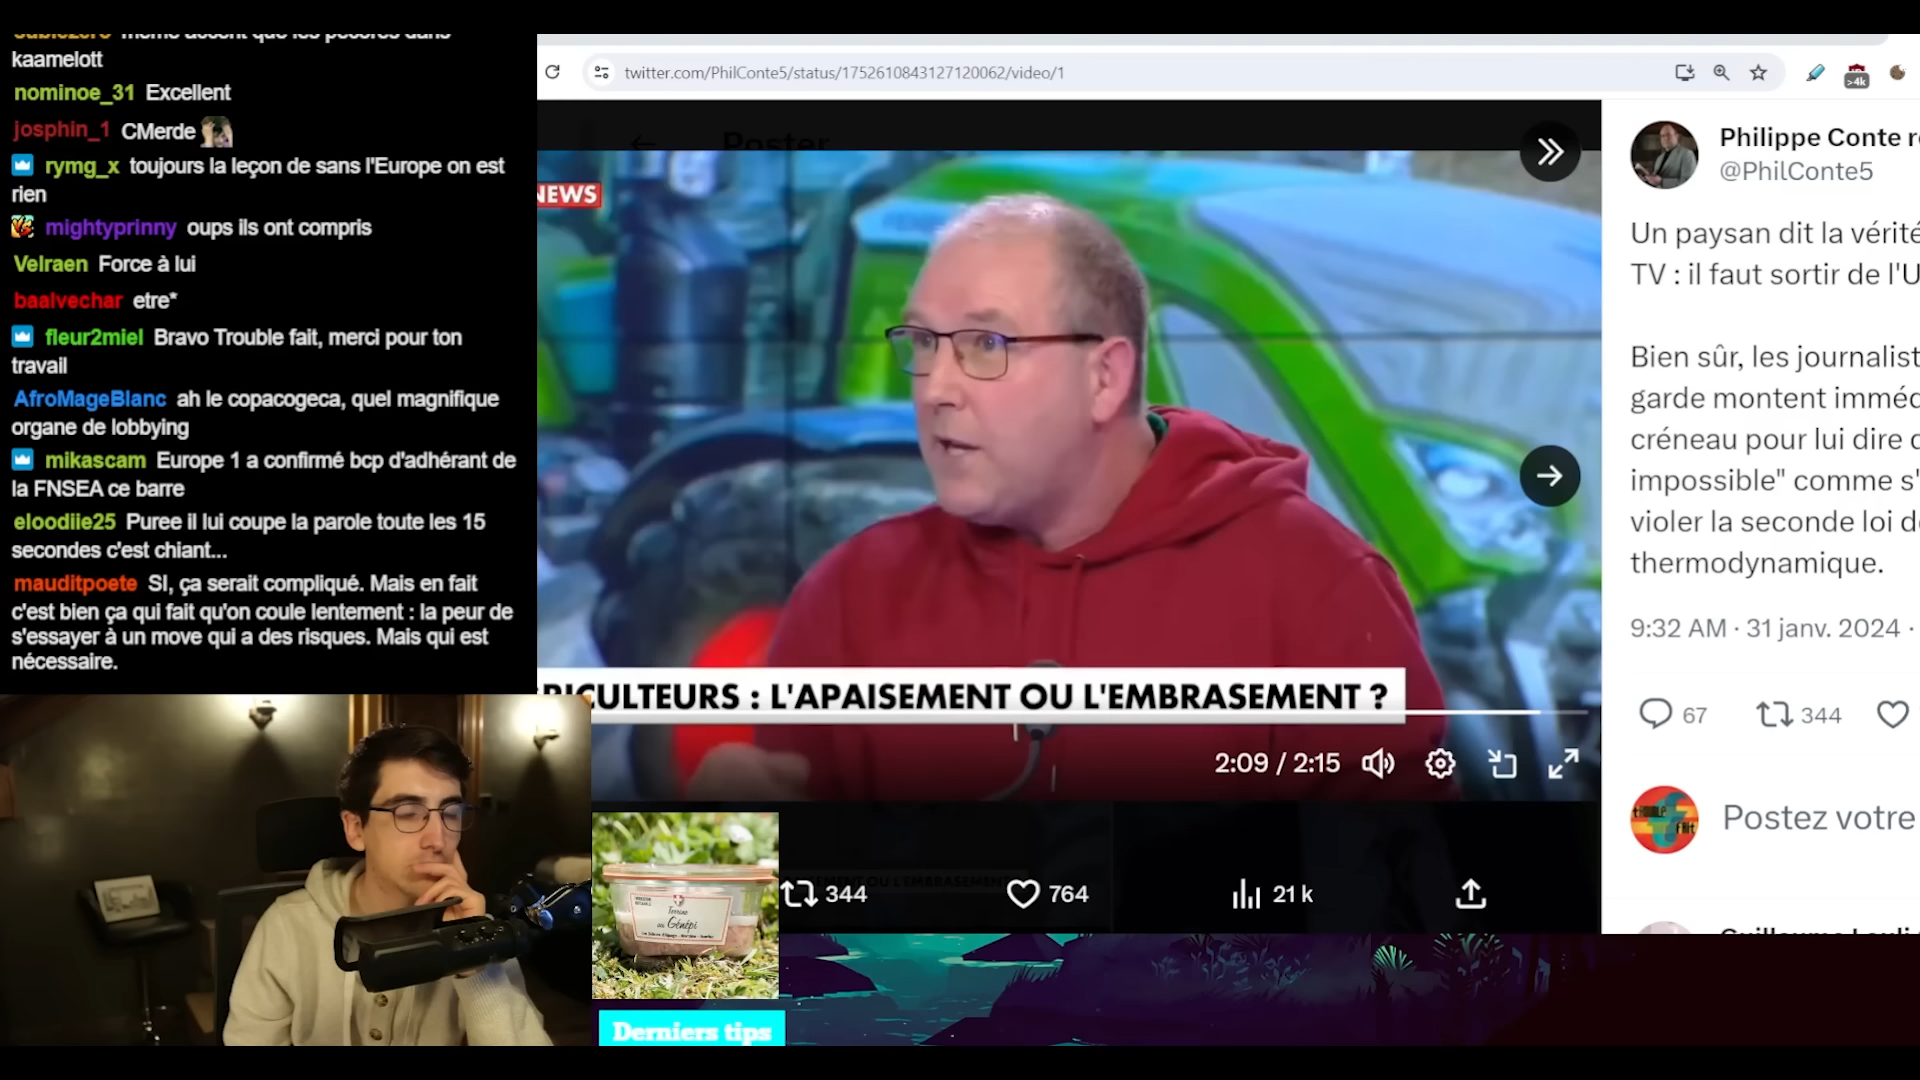 kaamelott
nominoe_31 Excellent
josphin_1 CMerde
rymg_x toujours la leçon de sans l'Europe on est
rien
mightyprinny oups ils ont compris
Velraen Force à lui
baalvechar etre*
fleur2miel Bravo Trouble fait, merci pour ton
travail
AfroMageBlanc ah le copacogeca, quel magnifique
organe de lobbying
mikascam Europe 1 a confirmé bcp d'adhérant de
la FNSEA ce barre
eloodiie25 Puree il lui coupe la parole toute les 15
secondes c'est chiant...
mauditpoete SI, ça serait compliqué. Mais en fait
c'est bien ça qui fait qu'on coule lentement : la peur de
s'essayer à un move qui a des risques. Mais qui est
nécessaire.
twitter.com/PhilConte5/status/1752610843127120062/video/1
>4k
Poster
NEWS
RICULTEURS : L'APAISEMENT OU L'EMBRASEMENT ?
2:09 / 2:15
344
764
21 k
Terrine
au Génépi
Derniers tips
Philippe Conte r
@PhilConte5
Un paysan dit la vérité
TV : il faut sortir de l'U
Bien sûr, les journalist
garde montent imméd
créneau pour lui dire
impossible" comme s'
violer la seconde loi d
thermodynamique.
9:32 AM · 31 janv. 2024 ·
67
344
Postez votre